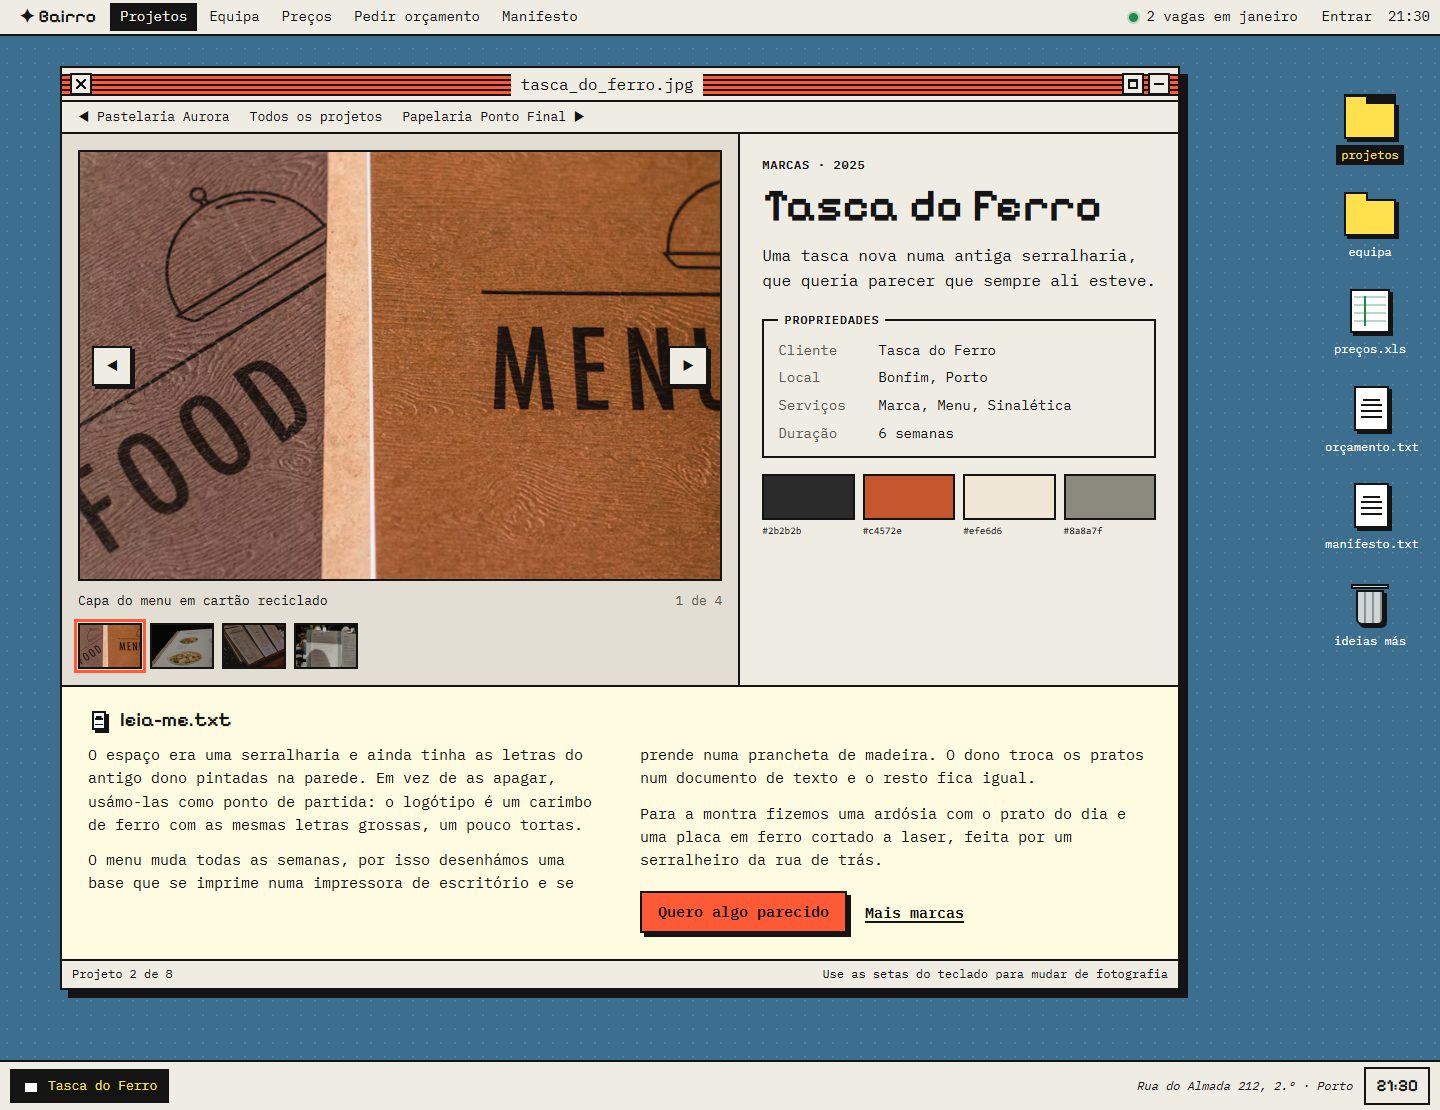 Bairro
Projetos
Equipa
Preços
Pedir orçamento
Manifesto
2 vagas em janeiro
Entrar
21:30
tasca_do_ferro.jpg
◀ Pastelaria Aurora
Todos os projetos
Papelaria Ponto Final ▶
FOOD
MENU
Capa do menu em cartão reciclado
1 de 4
FOOD
MEN
MARCAS · 2025
Tasca do Ferro
Uma tasca nova numa antiga serralharia,
que queria parecer que sempre ali esteve.
PROPRIEDADES
Cliente Tasca do Ferro
Local Bonfim, Porto
Serviços Marca, Menu, Sinalética
Duração 6 semanas
#2b2b2b
#c4572e
#efe6d6
#8a8a7f
leia-me.txt
O espaço era uma serralharia e ainda tinha as letras do
antigo dono pintadas na parede. Em vez de as apagar,
usámo-las como ponto de partida: o logótipo é um carimbo
de ferro com as mesmas letras grossas, um pouco tortas.
O menu muda todas as semanas, por isso desenhámos uma
base que se imprime numa impressora de escritório e se
prende numa prancheta de madeira. O dono troca os pratos
num documento de texto e o resto fica igual.
Para a montra fizemos uma ardósia com o prato do dia e
uma placa em ferro cortado a laser, feita por um
serralheiro da rua de trás.
Quero algo parecido
Mais marcas
Projeto 2 de 8
Use as setas do teclado para mudar de fotografia
projetos
equipa
preços.xls
orçamento.txt
manifesto.txt
ideias más
Tasca do Ferro
Rua do Almada 212, 2.º · Porto
21:30